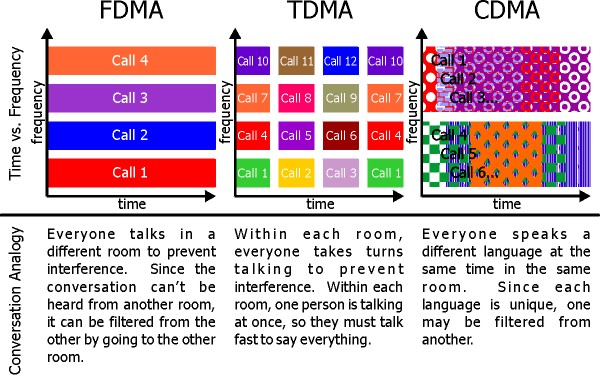 FDMA
TDMA
CDMA
Time vs. Frequency
frequency
Call 4
Call 3
Call 2
Call 1
time
frequency
Call 10 Call 11 Call 12 Call 10
Call 7 Call 8 Call 9 Call 7
Call 4 Call 5 Call 6 Call 4
Call 1 Call 2 Call 3 Call 1
time
frequency
Call 1
Call 2
Call 3...
Call 4
Call 5
Call 6...
time
Conversation Analogy
Everyone talks in a
different room to prevent
interference. Since the
conversation can't be
heard from another room,
it can be filtered from the
other by going to the other
room.
Within each room,
everyone takes turns
talking to prevent
interference. Within each
room, one person is talking
at once, so they must talk
fast to say everything.
Everyone speaks a
different language at the
same time in the same
room. Since each
language is unique, one
may be filtered from
another.